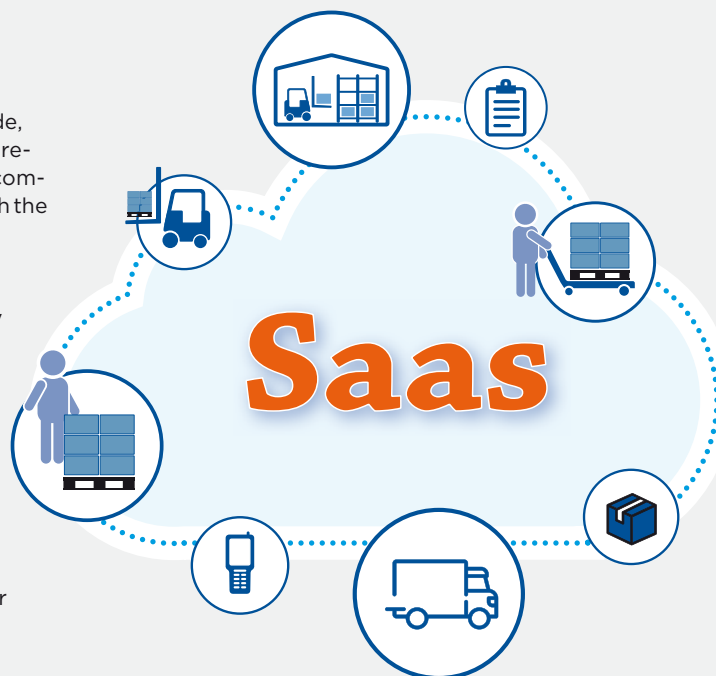 de,
re-
com-
h the
Saas
r